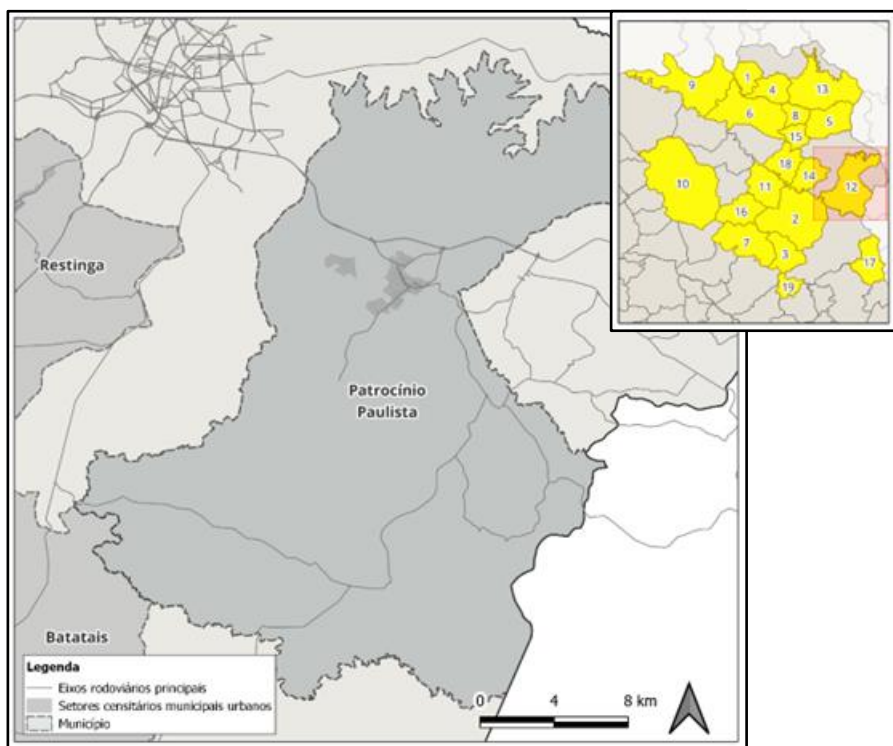 1
4
13
9
6
8
5
15
18
14
12
10
11
16
2
7
3
17
19
Restinga
Patrocínio
Paulista
Batatais
Legenda
Eixos rodoviários principais
Setores censitários municipais urbanos
Município
0 4 8 km